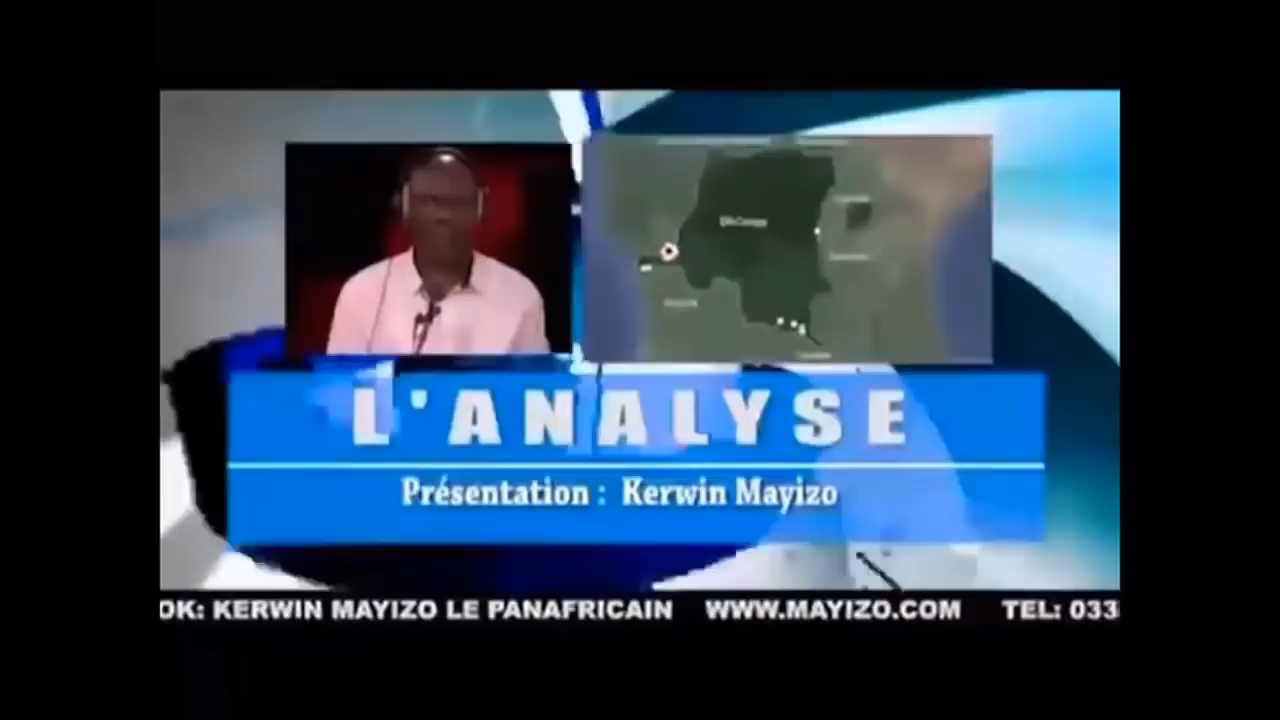 L'ANALYSE
Présentation : Kerwin Mayizo
OK: KERWIN MAYIZO LE PANAFRICAIN WWW.MAYIZO.COM TEL: 033